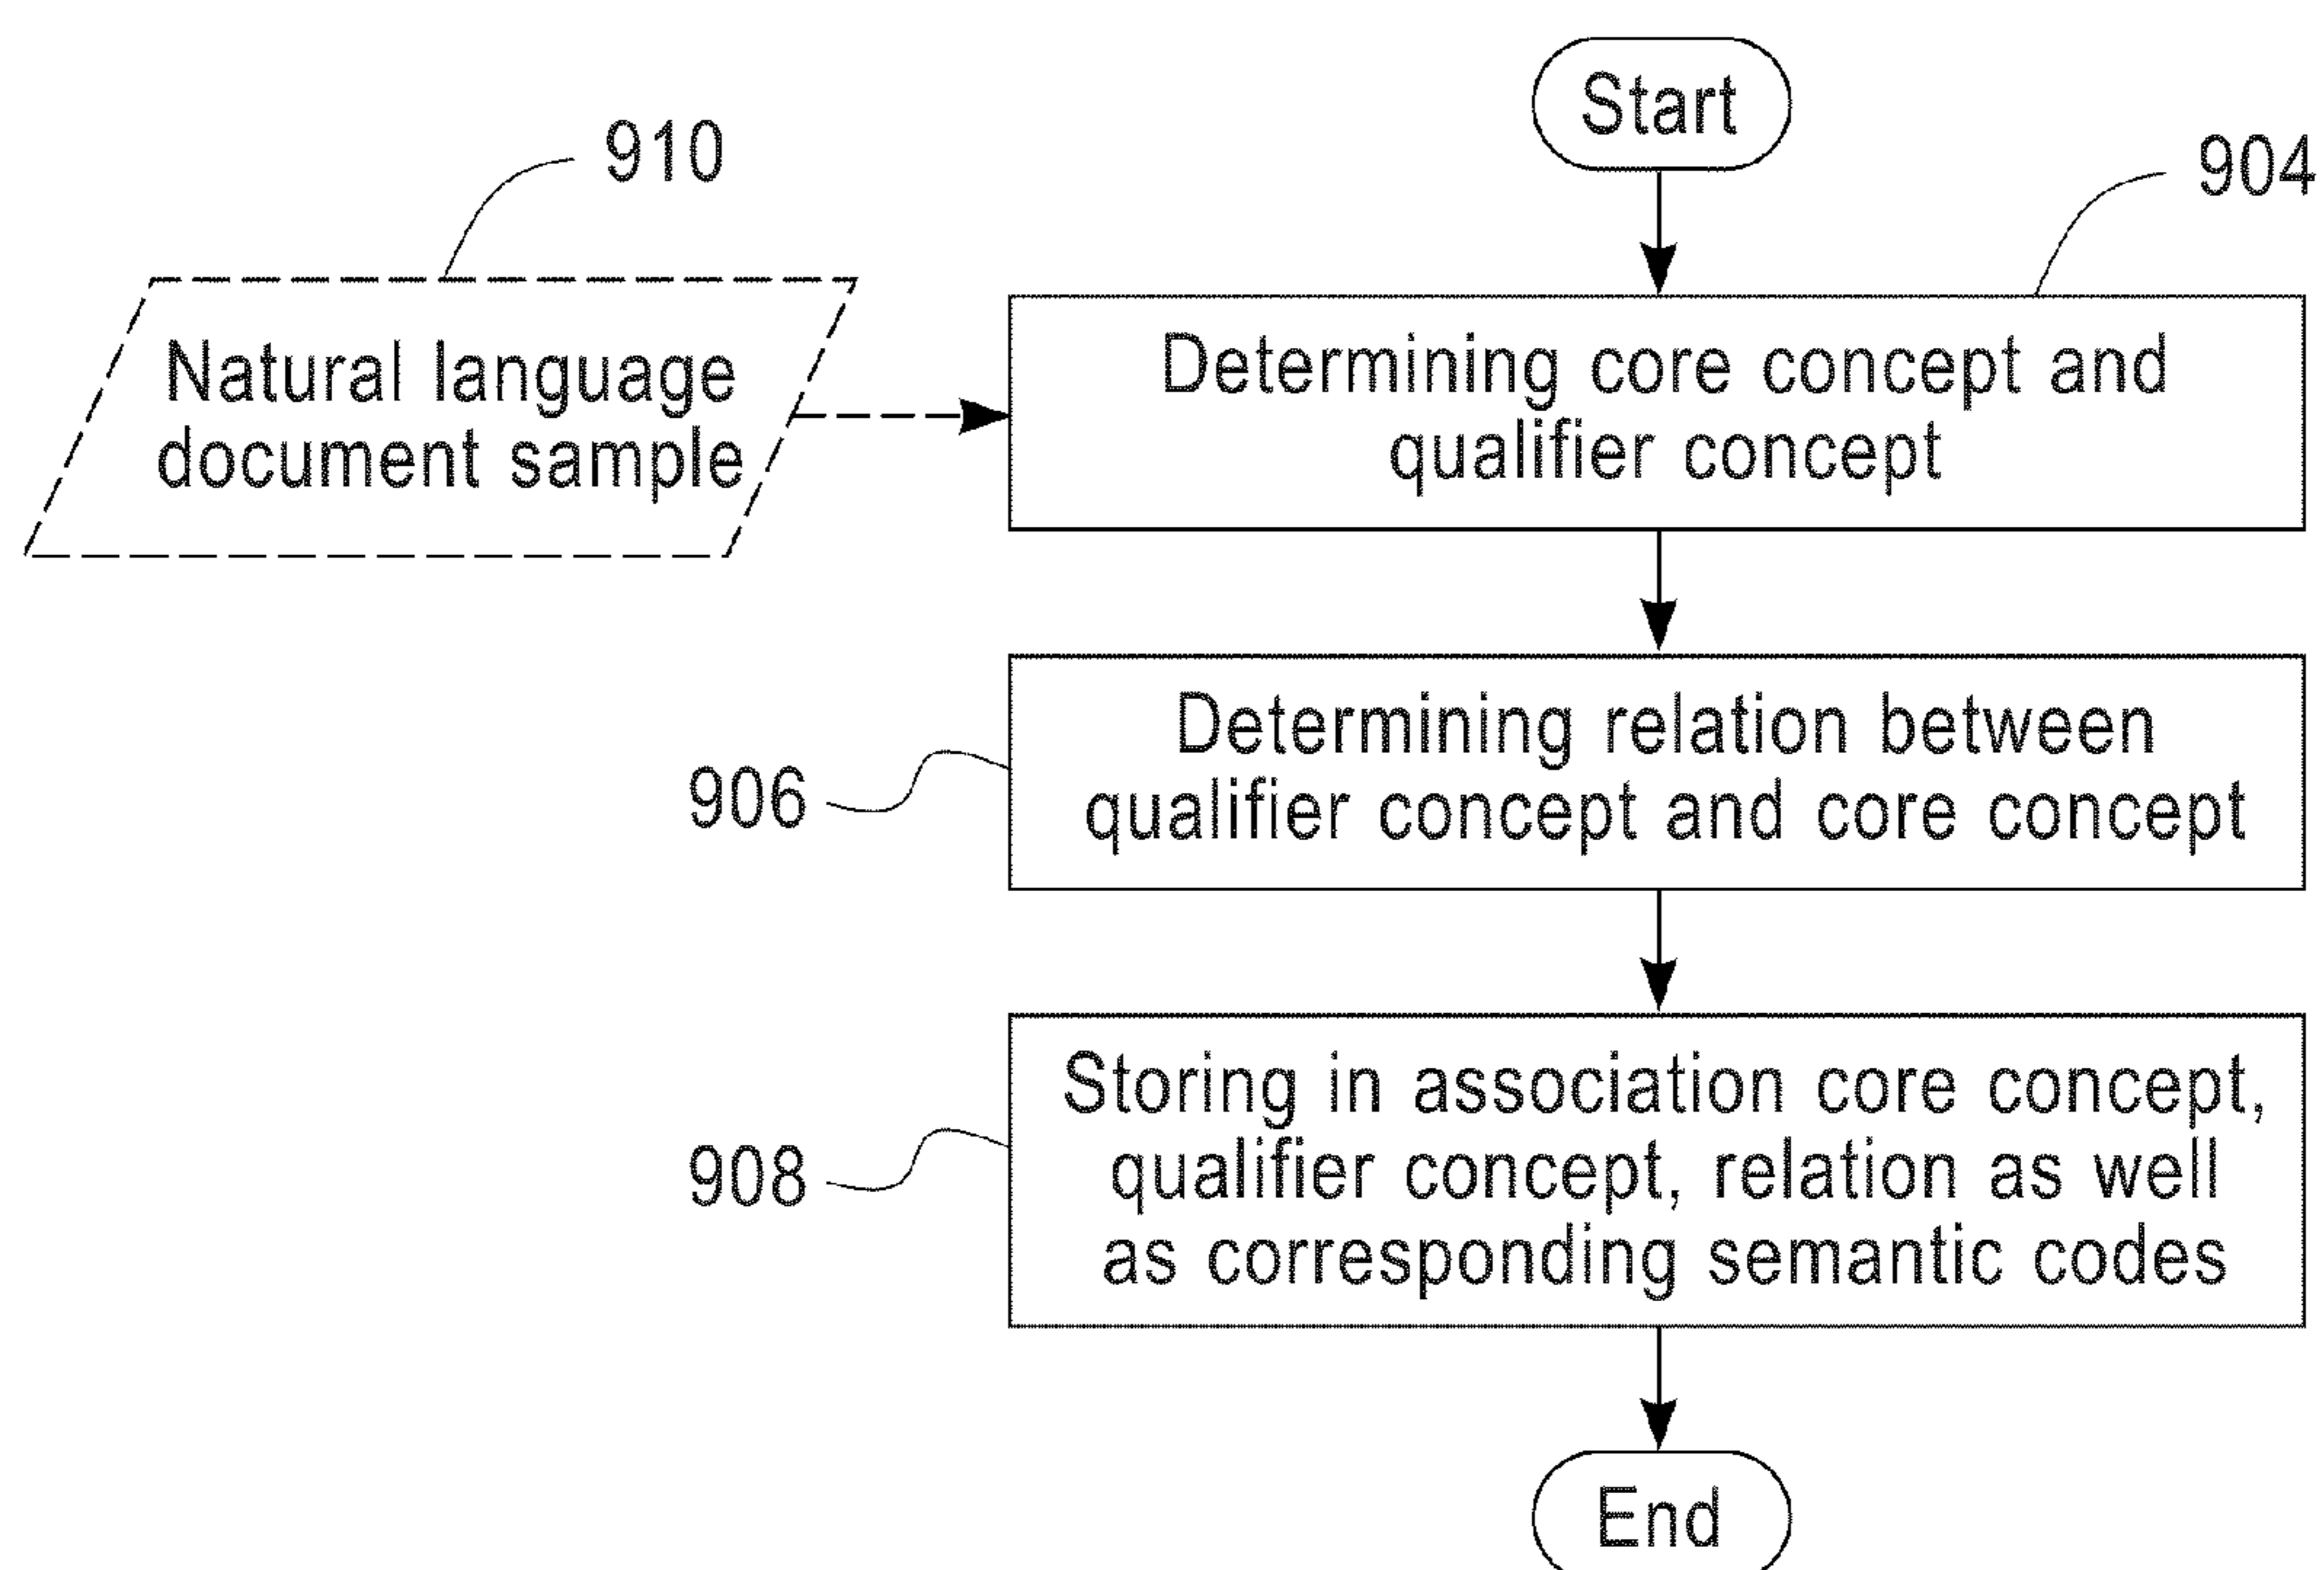 Start
910
904
Natural language
document sample
Determining core concept and
qualifier concept
906
Determining relation between
qualifier concept and core concept
908
Storing in association core concept,
qualifier concept, relation as well
as corresponding semantic codes
End